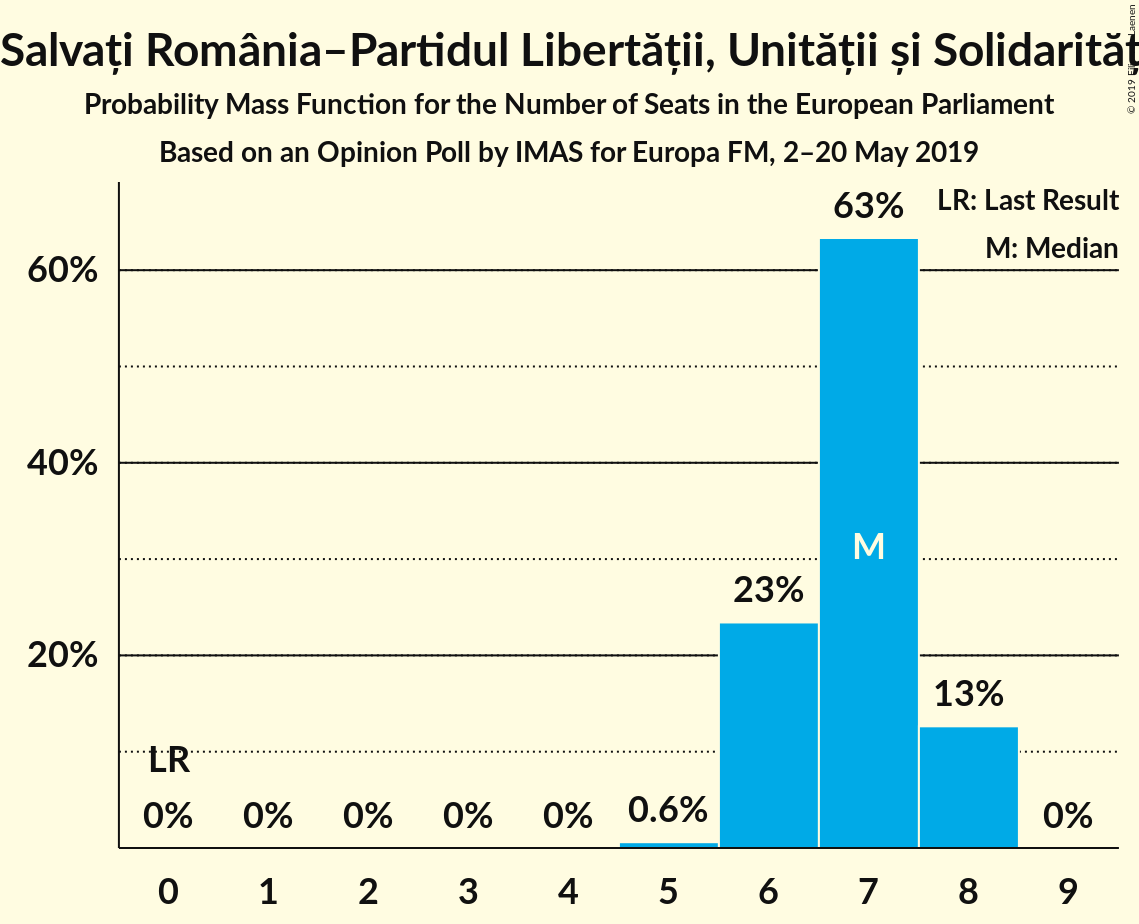 Salvați România–Partidul Libertății, Unității și Solidarităț
Probability Mass Function for the Number of Seats in the European Parliament
Based on an Opinion Poll by IMAS for Europa FM, 2–20 May 2019
© 2019
LR: Last Result
M: Median
63%
60%
40%
M
23%
20%
13%
LR
0% 0% 0% 0% 0% 0.6% 0%
0 1 2 3 4 5 6 7 8 9